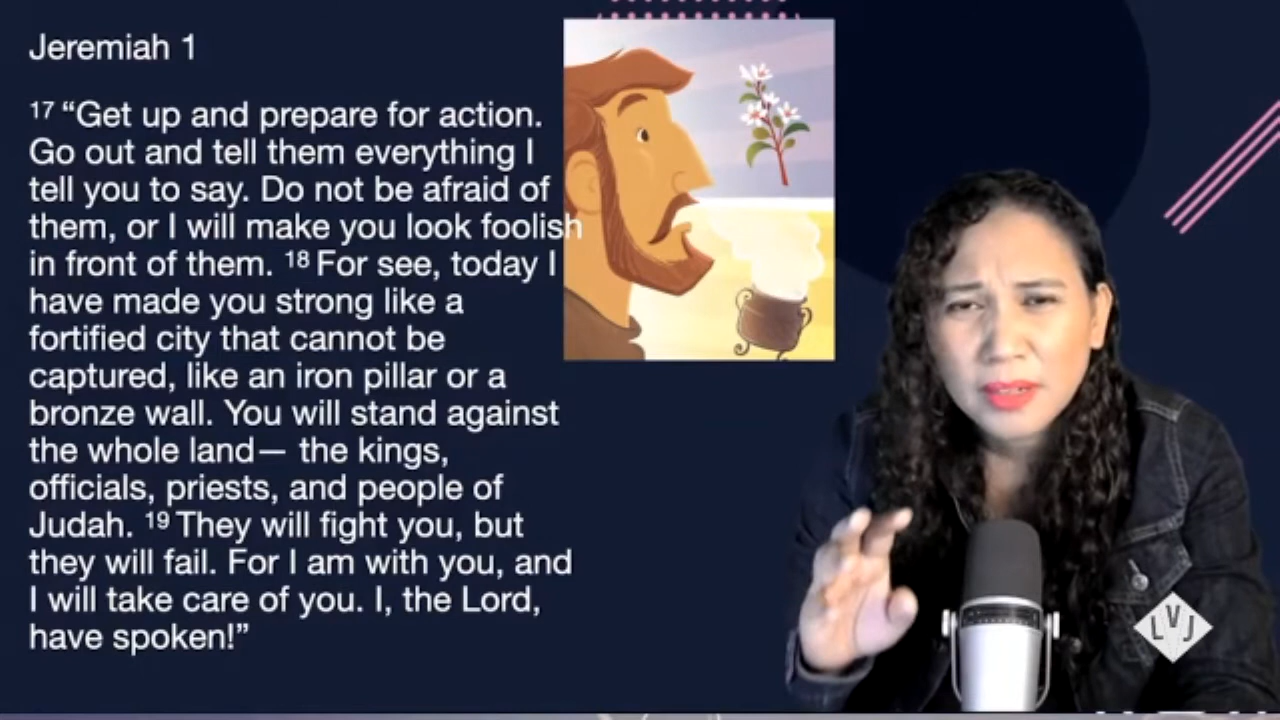 Jeremiah 1
17 “Get up and prepare for action.
Go out and tell them everything I
tell you to say. Do not be afraid of
them, or I will make you look foolish
in front of them. 18 For see, today I
have made you strong like a
fortified city that cannot be
captured, like an iron pillar or a
bronze wall. You will stand against
the whole land— the kings,
officials, priests, and people of
Judah. 19 They will fight you, but
they will fail. For I am with you, and
I will take care of you. I, the Lord,
have spoken!”
LVJ